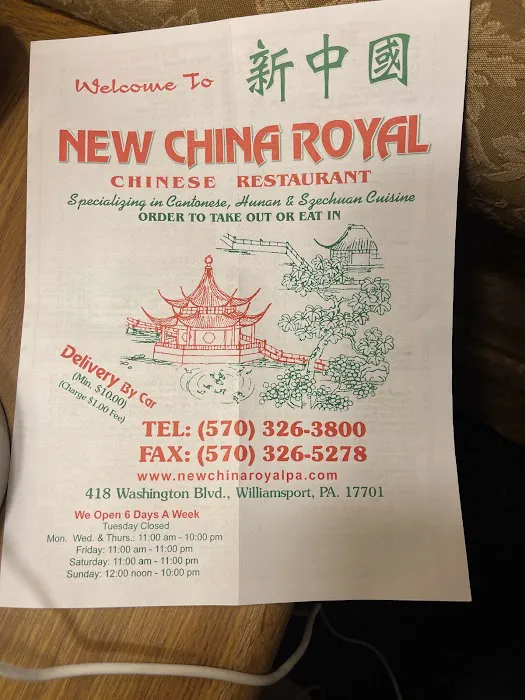 Welcome To 新中國
NEW CHINA ROYAL
CHINESE RESTAURANT
Specializing in Cantonese, Hunan & Szechuan Cuisine
ORDER TO TAKE OUT OR EAT IN
Delivery By Car
(Min. $10.00)
(Charge $1.00 Fee)
TEL: (570) 326-3800
FAX: (570) 326-5278
www.newchinaroyalpa.com
418 Washington Blvd., Williamsport, PA. 17701
We Open 6 Days A Week
Tuesday Closed
Mon. Wed. & Thurs.: 11:00 am - 10:00 pm
Friday: 11:00 am - 11:00 pm
Saturday: 11:00 am - 11:00 pm
Sunday: 12:00 noon - 10:00 pm